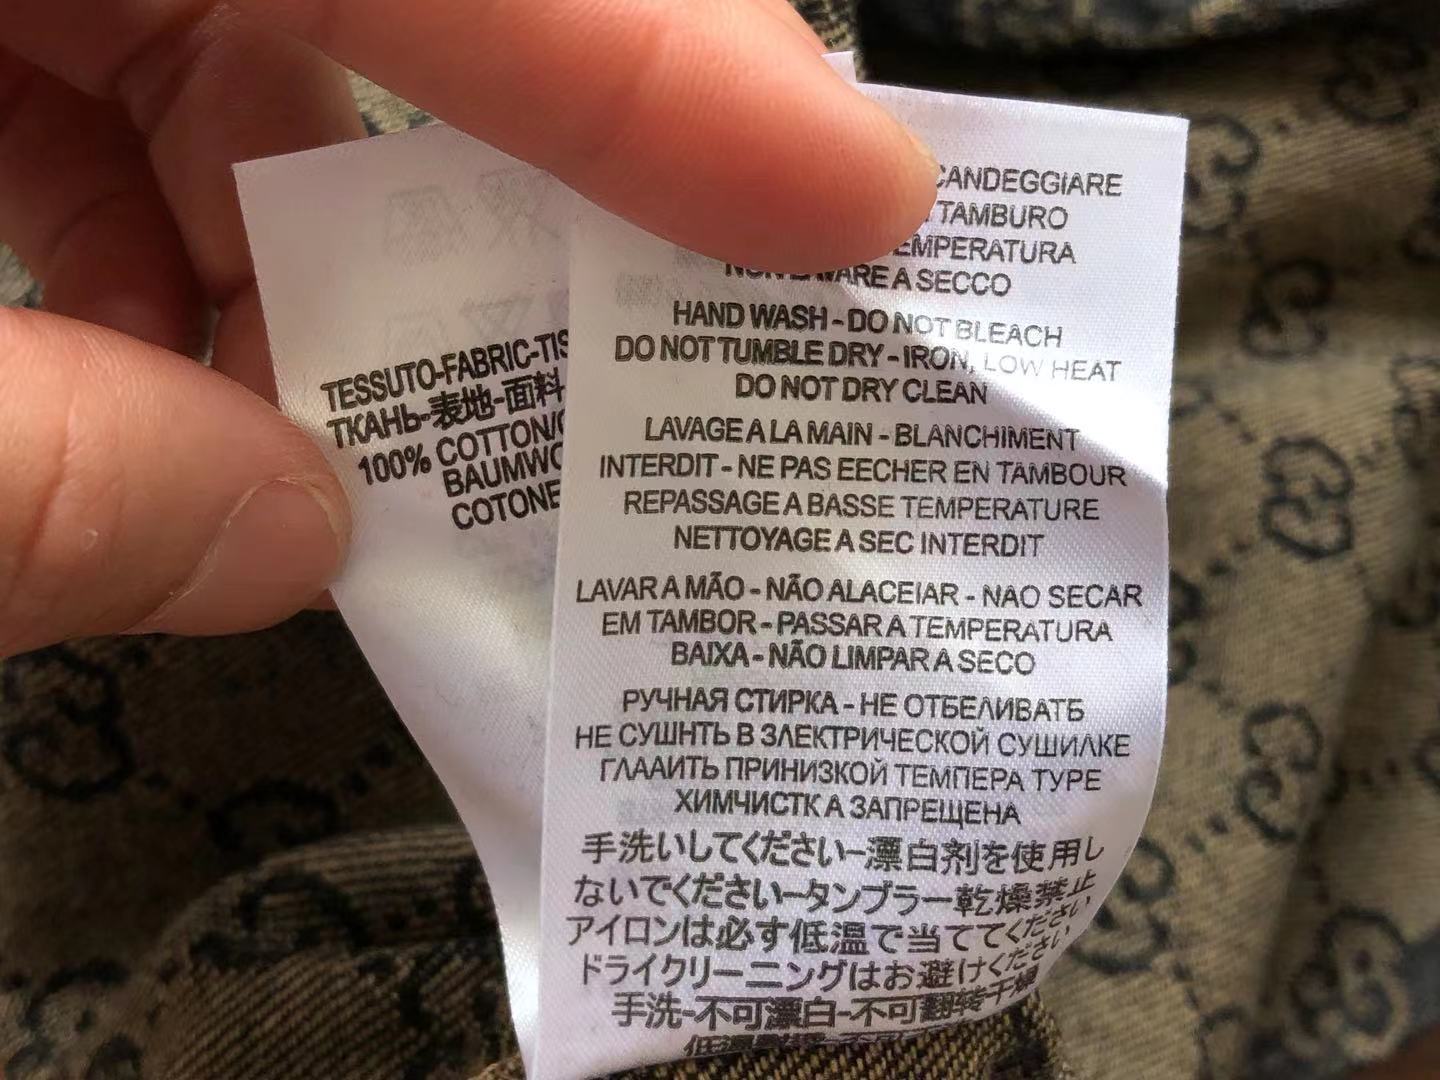 TESSUTO-FABRIC-TIS
ТКАНЬ-表地-面料
100% COTTON/C
BAUMWO
COTONE
CANDEGGIARE
TAMBURO
TEMPERATURA
NON LAVARE A SECCO
HAND WASH - DO NOT BLEACH
DO NOT TUMBLE DRY - IRON, LOW HEAT
DO NOT DRY CLEAN
LAVAGE A LA MAIN - BLANCHIMENT
INTERDIT - NE PAS EECHER EN TAMBOUR
REPASSAGE A BASSE TEMPERATURE
NETTOYAGE A SEC INTERDIT
LAVAR A MÃO - NÃO ALACEIAR - NAO SECAR
EM TAMBOR - PASSAR A TEMPERATURA
BAIXA - NÃO LIMPAR A SECO
РУЧНАЯ СТИРКА - НЕ ОТБЕЛИВАТБ
НЕ СУШНТЬ В ЗЛЕКТРИЧЕСКОЙ СУШИЛКЕ
ГЛААИТЬ ПРИНИЗКОЙ ТЕМПЕРА ТУРЕ
ХИМЧИСТК А ЗАПРЕЩЕНА
手洗いしてください-漂白剤を使用し
ないでください-タンブラー乾燥禁止
アイロンは必ず低温で当ててください
ドライクリーニングはお避けください
手洗-不可漂白-不可翻转干燥